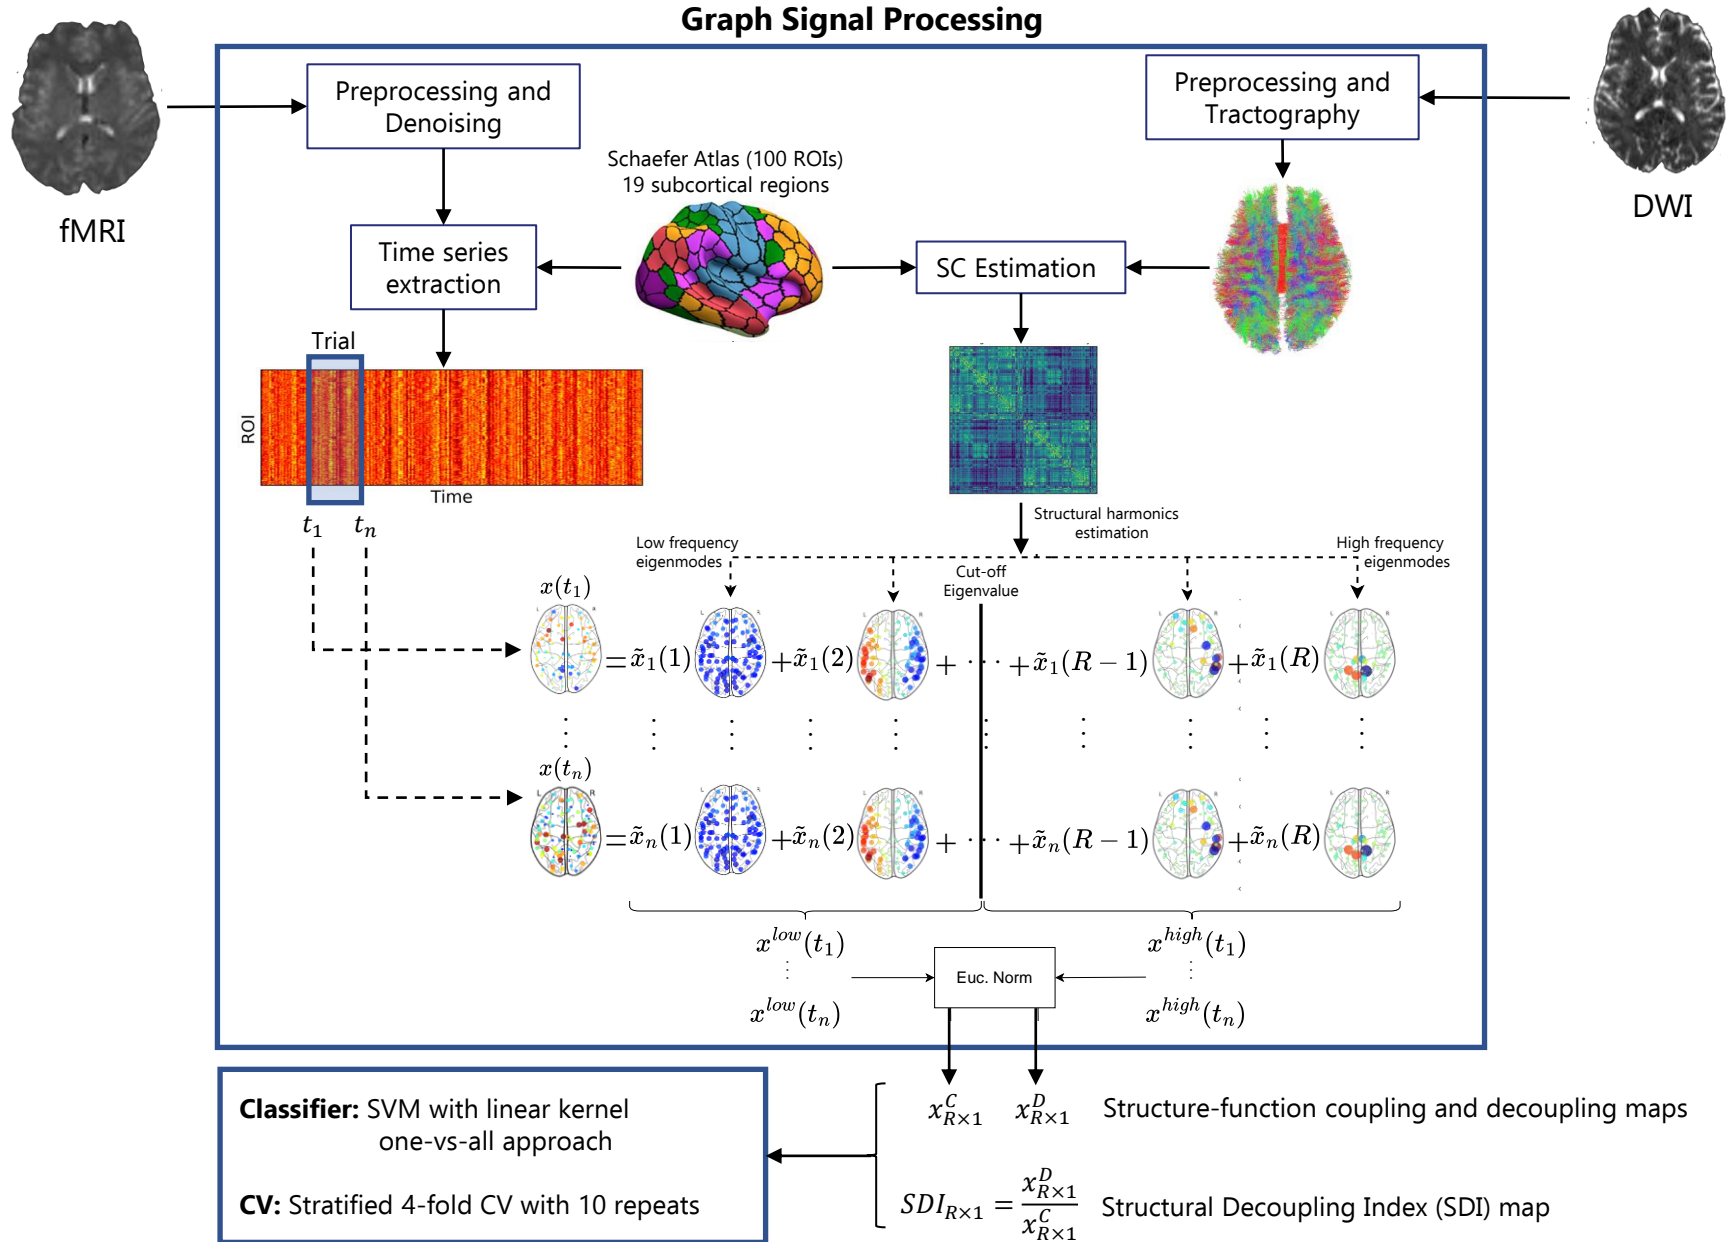 Graph Signal Processing
fMRI
DWI
Preprocessing and
Denoising
Preprocessing and
Tractography
Schaefer Atlas (100 ROIs)
19 subcortical regions
Time series
extraction
SC Estimation
Trial
ROI
Time
t₁ tₙ
Structural harmonics
estimation
Low frequency
eigenmodes
High frequency
eigenmodes
Cut-off
Eigenvalue
x(t₁)
L R L R L R L R L R
= x̃₁(1) + x̃₁(2) + ⋯ + x̃₁(R − 1) + x̃₁(R)
⋮ ⋮ ⋮ ⋮ ⋮ ⋮ ⋮ ⋮ ⋮ ⋮
x(tₙ)
L R L R L R L R L R
= x̃ₙ(1) + x̃ₙ(2) + ⋯ + x̃ₙ(R − 1) + x̃ₙ(R)
x^{low}(t₁) x^{high}(t₁)
⋮ ⋮
Euc. Norm
x^{low}(tₙ) x^{high}(tₙ)
Classifier: SVM with linear kernel
one-vs-all approach
CV: Stratified 4-fold CV with 10 repeats
x^C_{R×1} x^D_{R×1} Structure-function coupling and decoupling maps
SDI_{R×1} = x^D_{R×1} / x^C_{R×1} Structural Decoupling Index (SDI) map